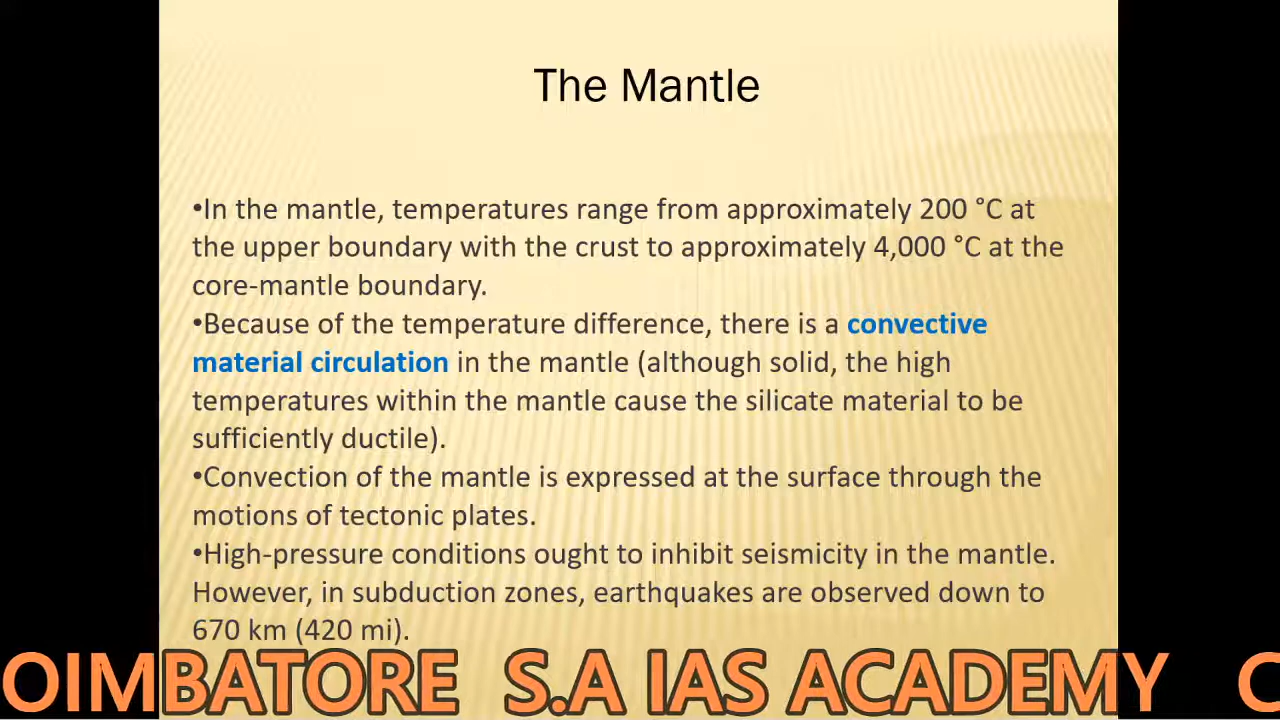 The Mantle
•In the mantle, temperatures range from approximately 200 °C at
the upper boundary with the crust to approximately 4,000 °C at the
core-mantle boundary.
•Because of the temperature difference, there is a convective
material circulation in the mantle (although solid, the high
temperatures within the mantle cause the silicate material to be
sufficiently ductile).
•Convection of the mantle is expressed at the surface through the
motions of tectonic plates.
•High-pressure conditions ought to inhibit seismicity in the mantle.
However, in subduction zones, earthquakes are observed down to
670 km (420 mi).
OIMBATORE S.A IAS ACADEMY C